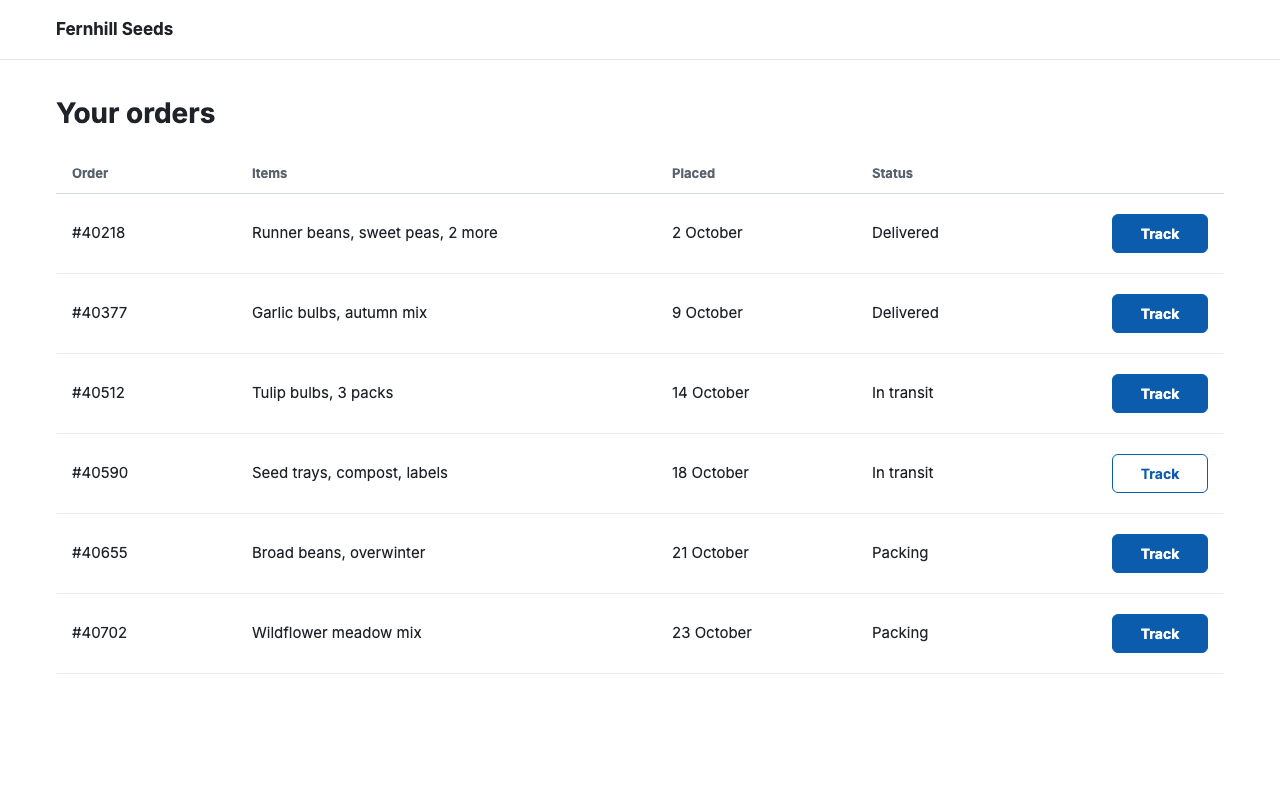 Fernhill Seeds
Your orders
Order Items Placed Status
#40218 Runner beans, sweet peas, 2 more 2 October Delivered Track
#40377 Garlic bulbs, autumn mix 9 October Delivered Track
#40512 Tulip bulbs, 3 packs 14 October In transit Track
#40590 Seed trays, compost, labels 18 October In transit Track
#40655 Broad beans, overwinter 21 October Packing Track
#40702 Wildflower meadow mix 23 October Packing Track